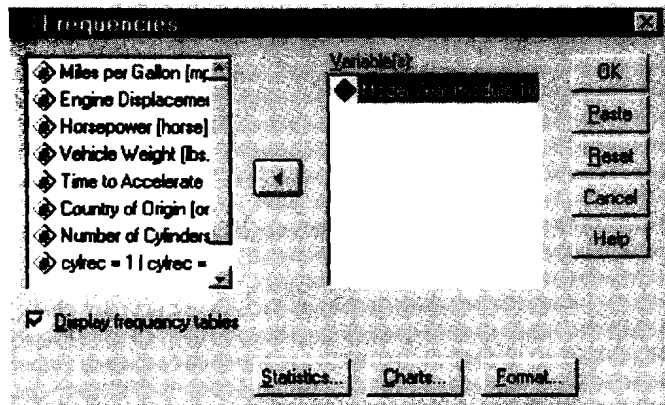 Frequencies
Miles per Gallon [mp
Engine Displacemen
Horsepower [horse]
Vehicle Weight [lbs.
Time to Accelerate
Country of Origin [or
Number of Cylinders
cylrec = 1 | cylrec =
Display frequency tables
Variable(s):
OK
Paste
Reset
Cancel
Help
Statistics...
Charts...
Format...